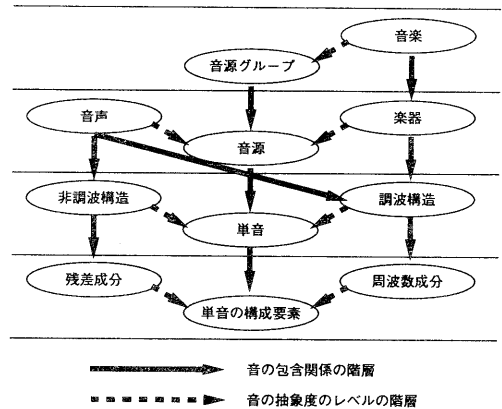 音楽
音源グループ
音声
音源
楽器
非調波構造
単音
調波構造
残差成分
単音の構成要素
周波数成分
音の包含関係の階層
音の抽象度のレベルの階層